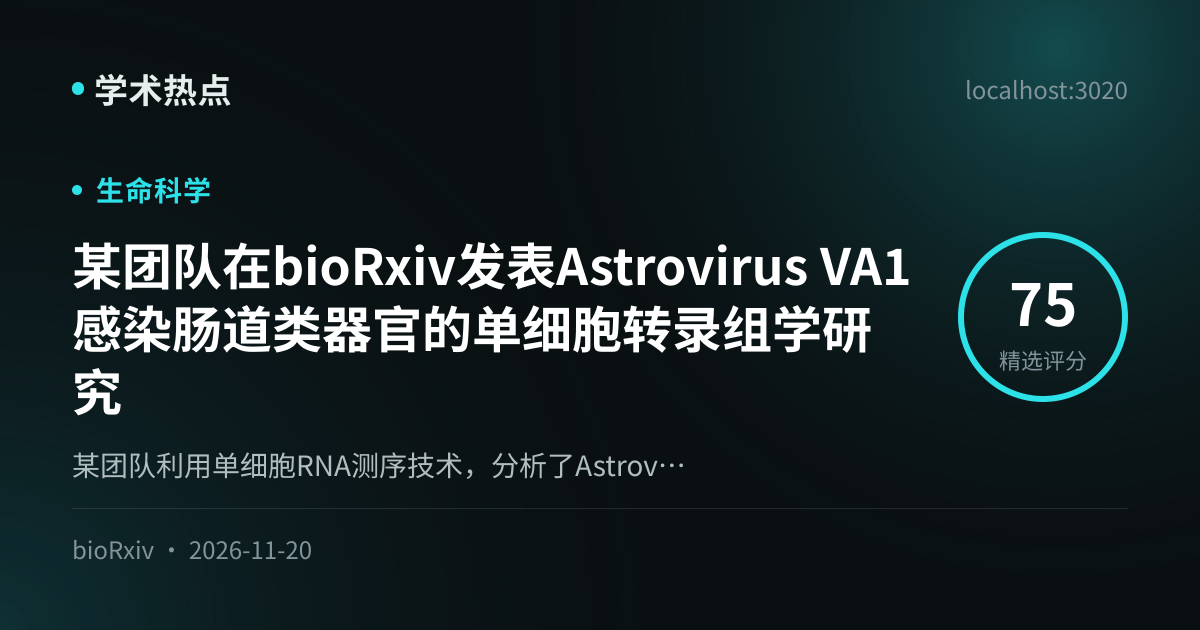 学术热点
localhost:3020
生命科学
某团队在bioRxiv发表Astrovirus VA1
感染肠道类器官的单细胞转录组学研
究
75
精选评分
某团队利用单细胞RNA测序技术，分析了Astrov…
bioRxiv · 2026-11-20